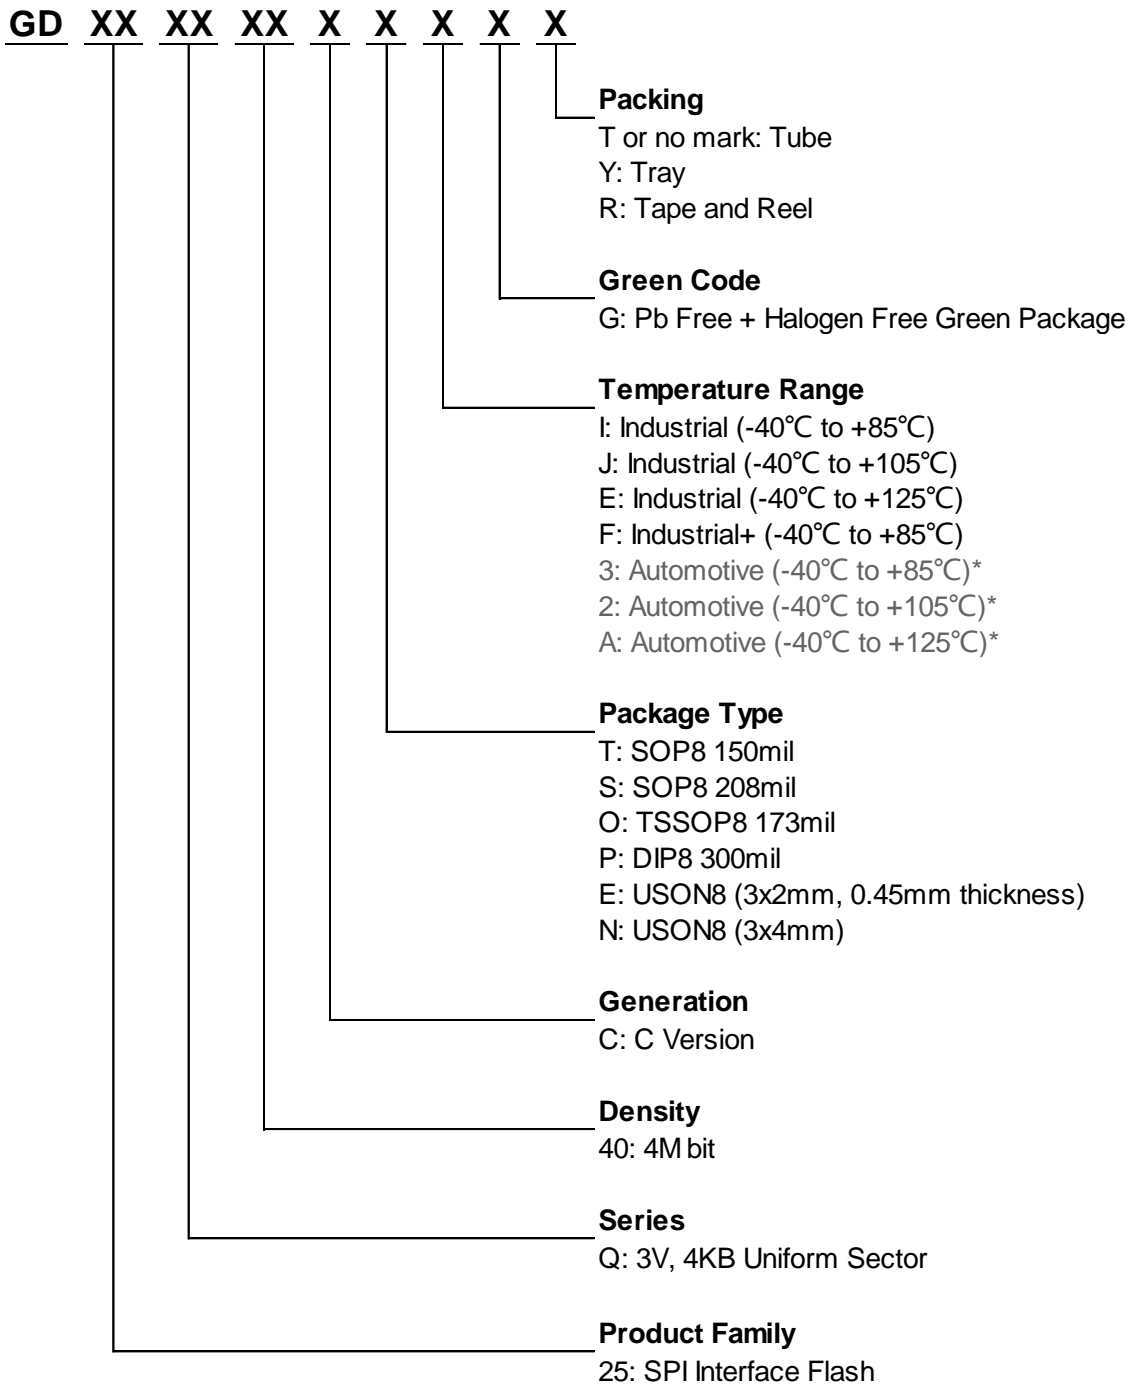 GD XX XX XX X X X X X
Packing
T or no mark: Tube
Y: Tray
R: Tape and Reel
Green Code
G: Pb Free + Halogen Free Green Package
Temperature Range
I: Industrial (-40℃ to +85℃)
J: Industrial (-40℃ to +105℃)
E: Industrial (-40℃ to +125℃)
F: Industrial+ (-40℃ to +85℃)
3: Automotive (-40℃ to +85℃)*
2: Automotive (-40℃ to +105℃)*
A: Automotive (-40℃ to +125℃)*
Package Type
T: SOP8 150mil
S: SOP8 208mil
O: TSSOP8 173mil
P: DIP8 300mil
E: USON8 (3x2mm, 0.45mm thickness)
N: USON8 (3x4mm)
Generation
C: C Version
Density
40: 4M bit
Series
Q: 3V, 4KB Uniform Sector
Product Family
25: SPI Interface Flash